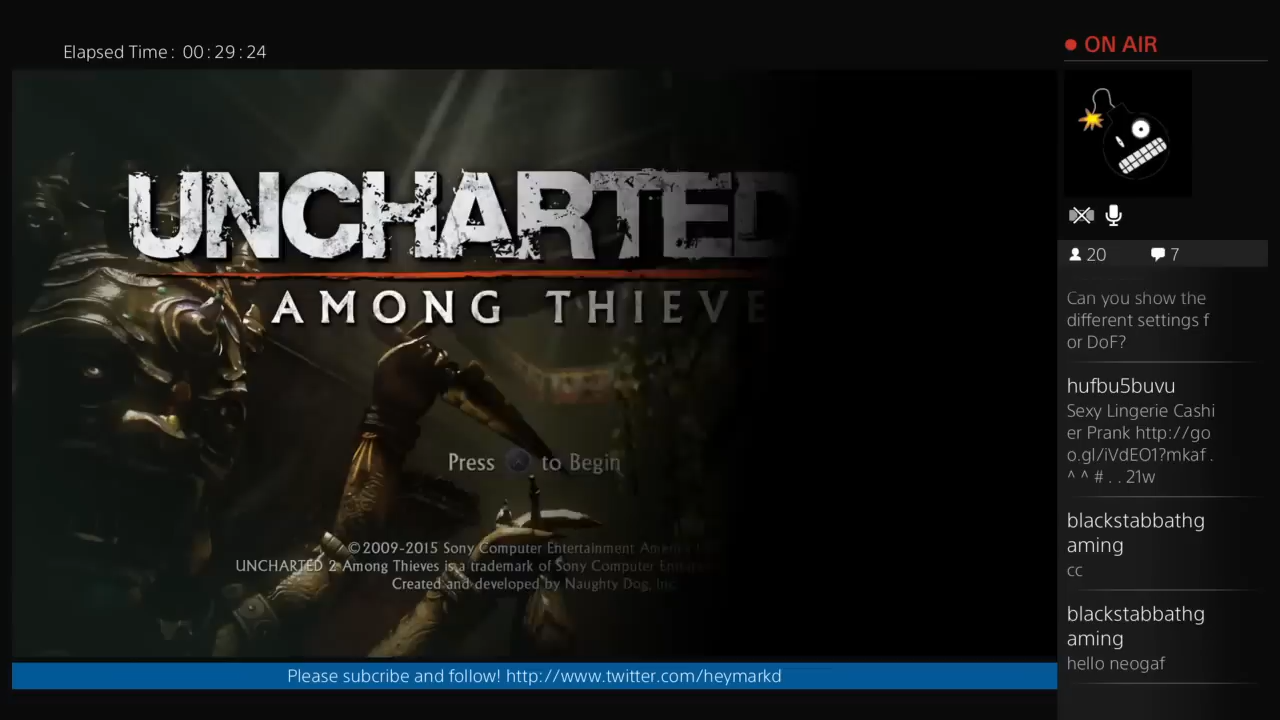 Elapsed Time: 00:29:24
ON AIR
UNCHARTED
AMONG THIEVE
Press to Begin
©2009-2015 Sony Computer Entertainment
UNCHARTED 2 Among Thieves is a trademark of Sony Computer
Created and developed by Naughty Dog, Inc
Please subcribe and follow! http://www.twitter.com/heymarkd
20
7
Can you show the
different settings f
or DoF?
hufbu5buvu
Sexy Lingerie Cashi
er Prank http://go
o.gl/iVdEO1?mkaf.
^ ^ # . . 21w
blackstabbathg
aming
cc
blackstabbathg
aming
hello neogaf